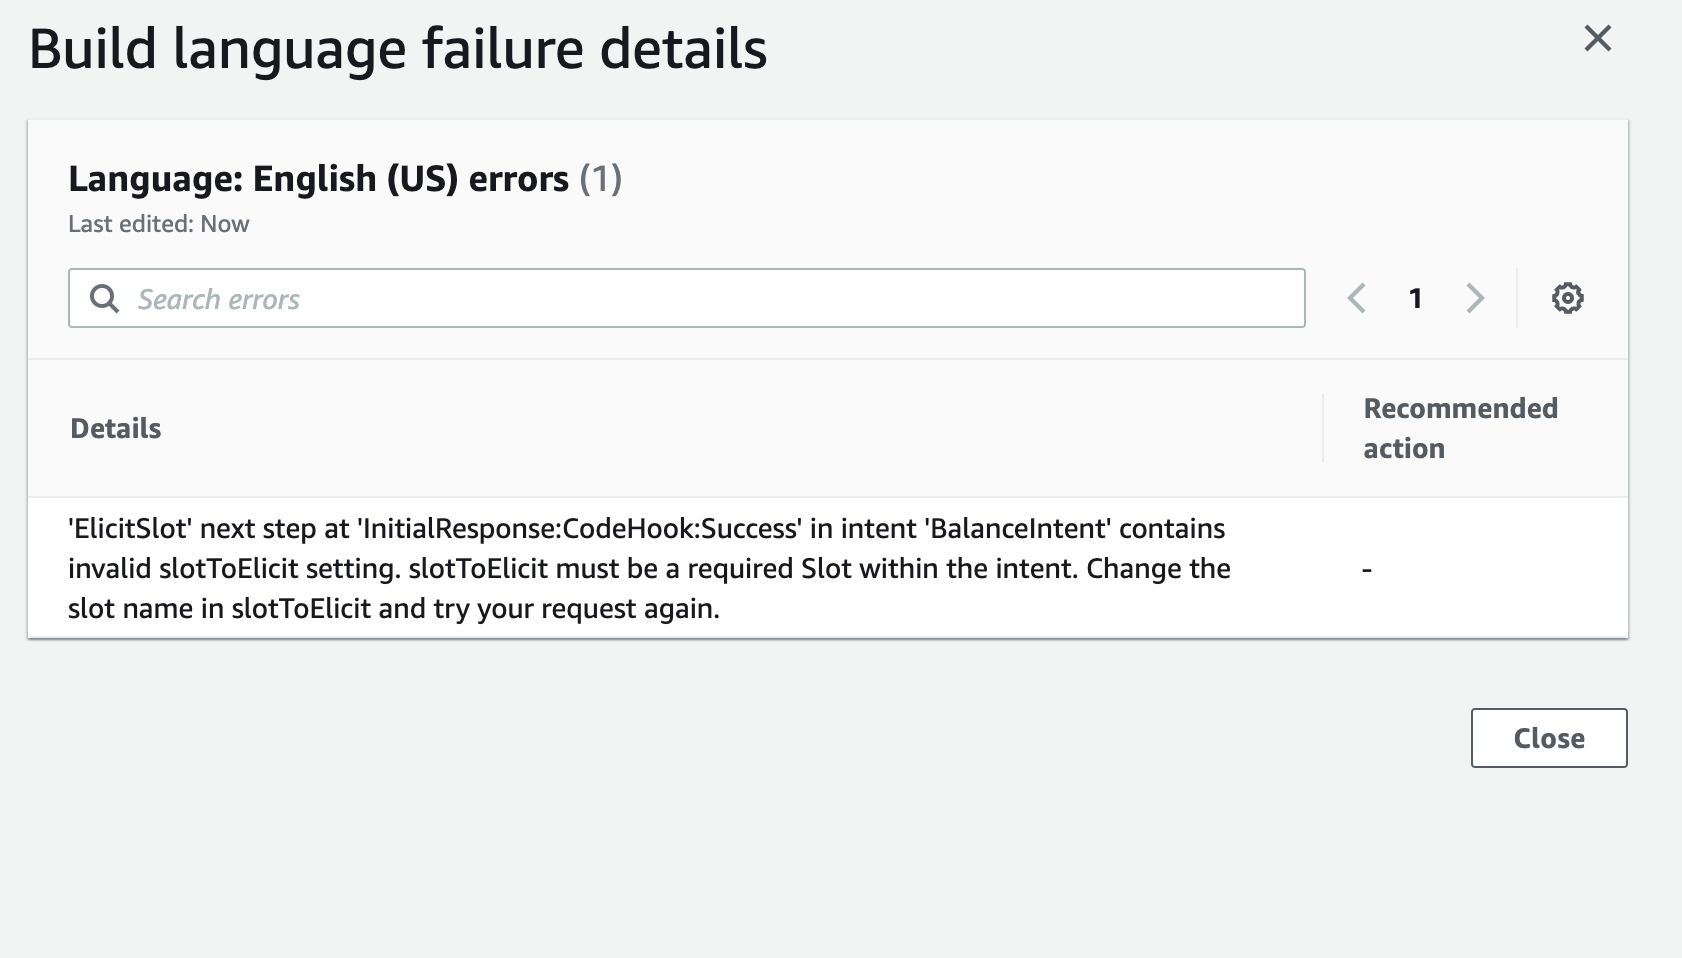 Build language failure details
Language: English (US) errors (1)
Last edited: Now
Search errors
1
Details
Recommended
action
'ElicitSlot' next step at 'InitialResponse:CodeHook:Success' in intent 'BalanceIntent' contains
invalid slotToElicit setting. slotToElicit must be a required Slot within the intent. Change the
slot name in slotToElicit and try your request again.
-
Close